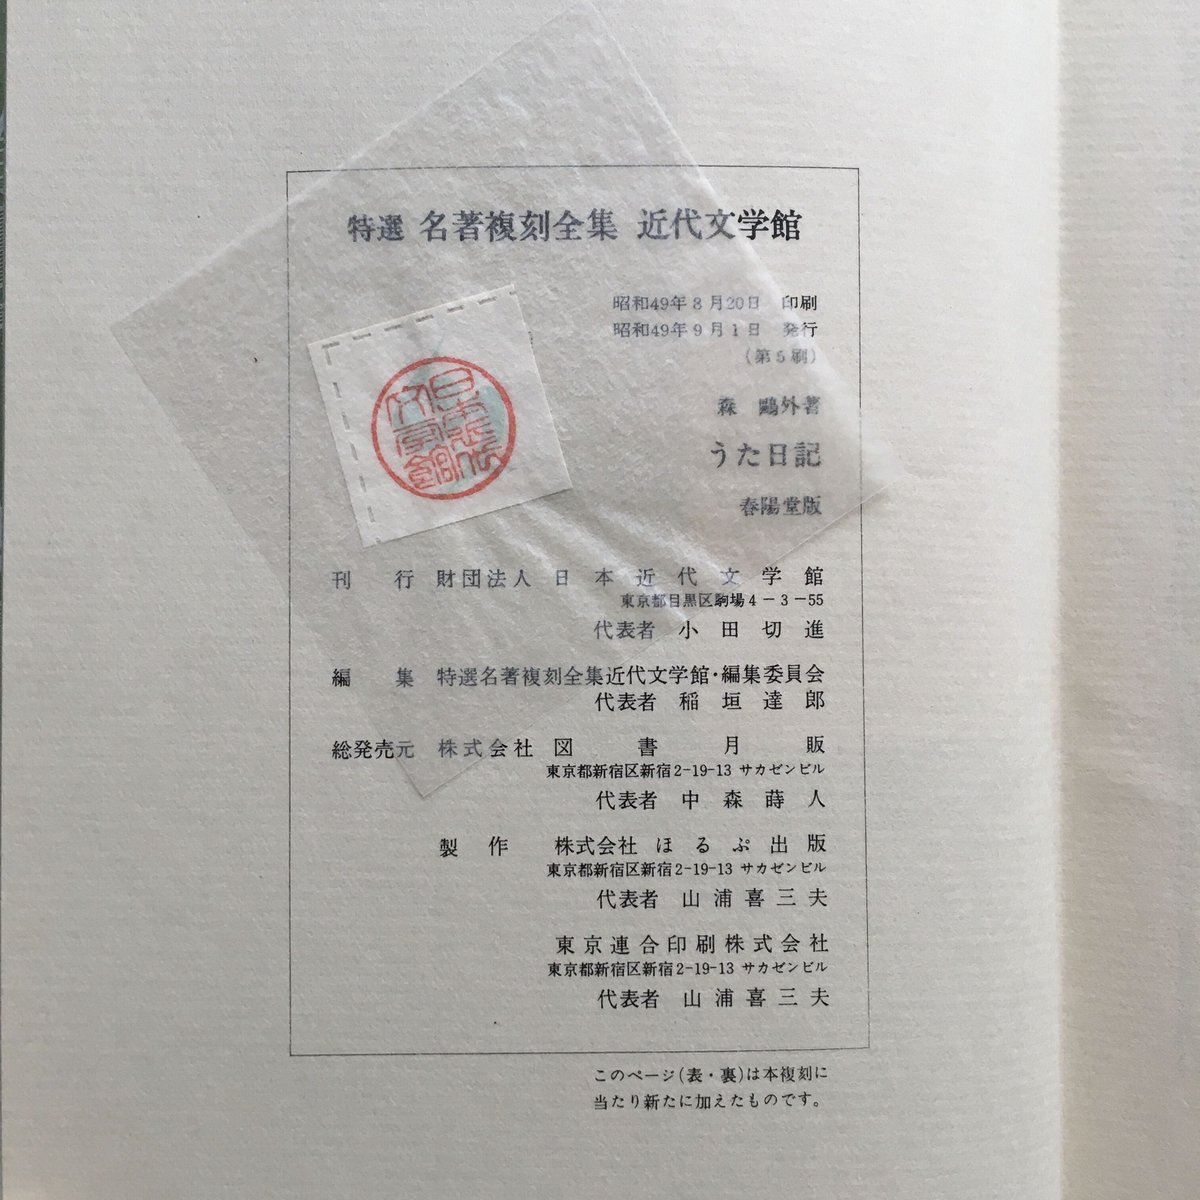 特選 名著複刻全集 近代文学館
昭和49年8月20日 印刷
昭和49年9月1日 発行
（第5刷）
森 鷗外著
うた日記
春陽堂版
刊 行 財団法人 日本近代文学館
東京都目黒区駒場4-3-55
代表者 小田切進
編 集 特選名著複刻全集近代文学館・編集委員会
代表者 稲垣達郎
総発売元 株式会社 図書月販
東京都新宿区新宿2-19-13 サカゼンビル
代表者 中森蒔人
製 作 株式会社 ほるぷ出版
東京都新宿区新宿2-19-13 サカゼンビル
代表者 山浦喜三夫
東京連合印刷株式会社
東京都新宿区新宿2-19-13 サカゼンビル
代表者 山浦喜三夫
このページ（表・裏）は本複刻に
当たり新たに加えたものです。